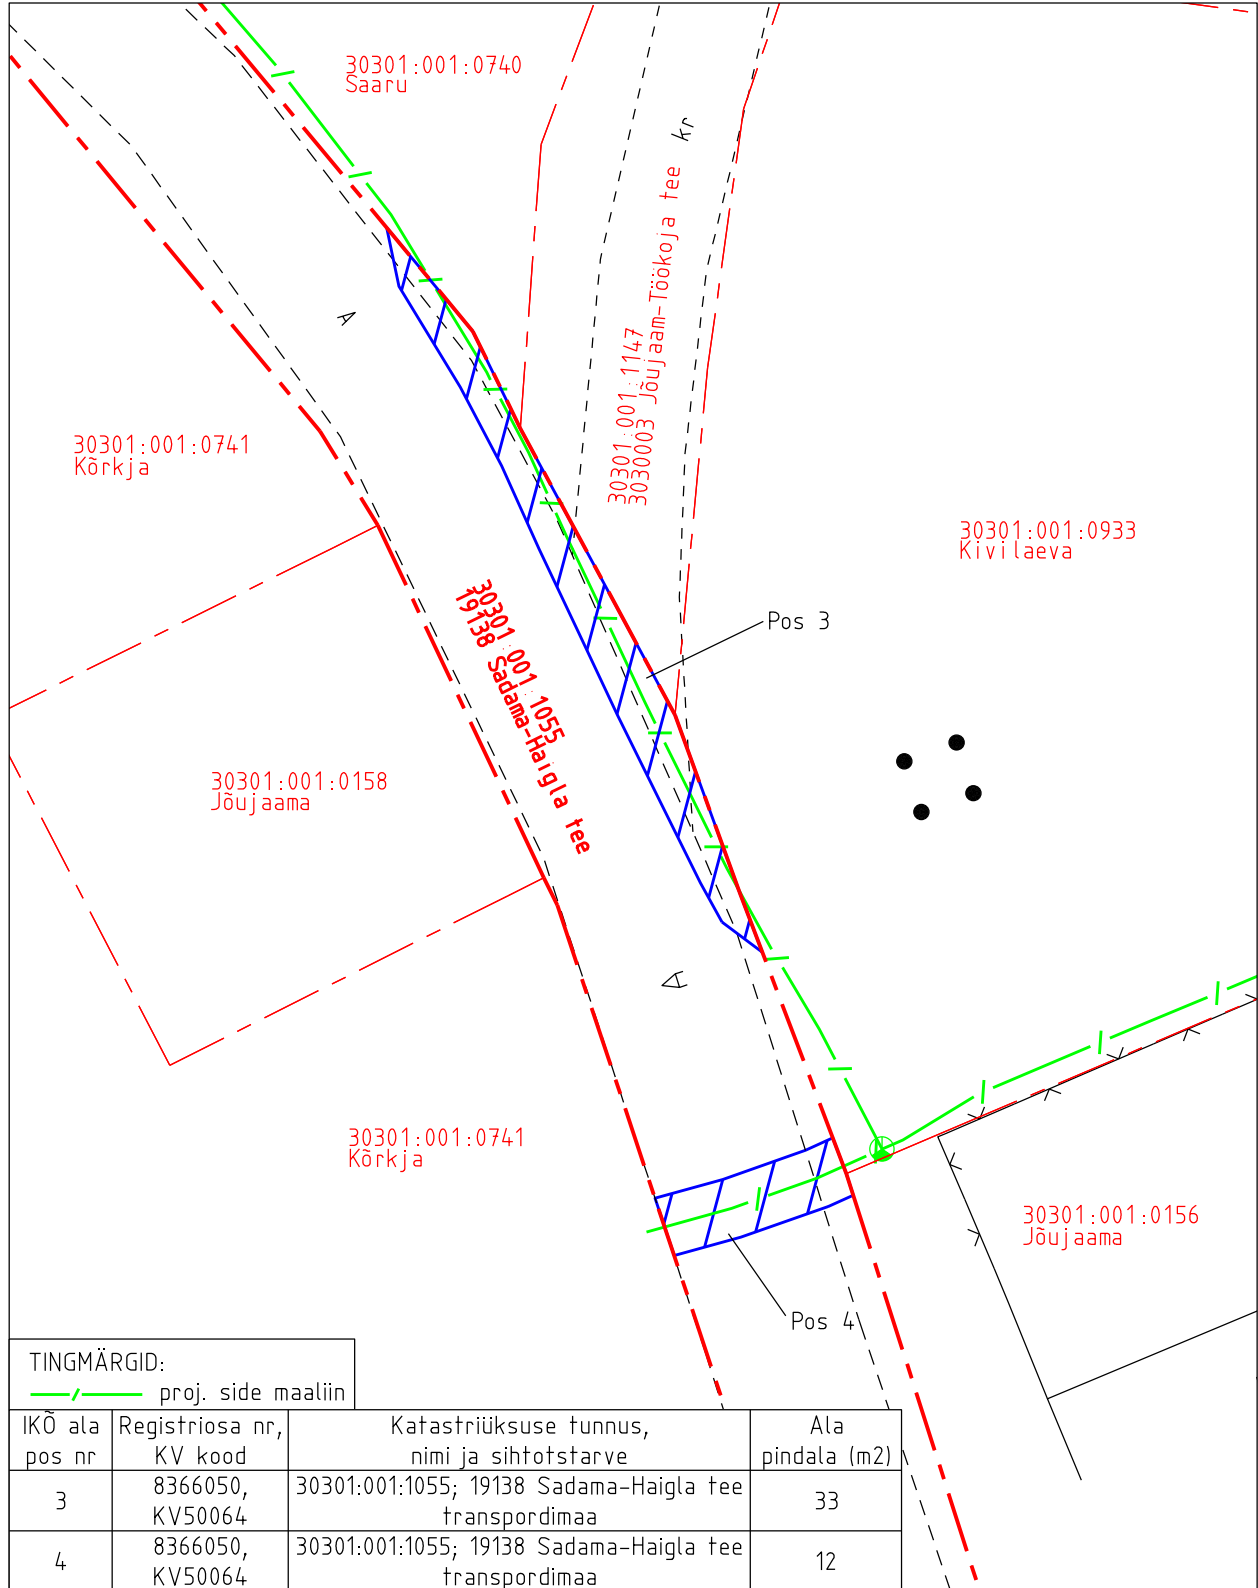 30301:001:0740
Saaru
kr
30301:001:1147
3030003 Jõujaam-Töökoja tee
A
30301:001:0741
Kõrkja
30301:001:0933
Kivilaeva
30301:001:1055
19138 Sadama-Haigla tee
Pos 3
30301:001:0158
Jõujaama
A
30301:001:0741
Kõrkja
30301:001:0156
Jõujaama
Pos 4
TINGMÄRGID:
proj. side maaliin
IKÕ ala
pos nr
Registriosa nr,
KV kood
Katastriüksuse tunnus,
nimi ja sihtotstarve
Ala
pindala (m2)
3
8366050,
KV50064
30301:001:1055; 19138 Sadama-Haigla tee
transpordimaa
33
4
8366050,
KV50064
30301:001:1055; 19138 Sadama-Haigla tee
transpordimaa
12